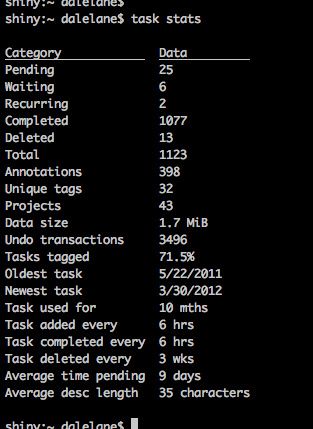 shiny:~ dalelane$
shiny:~ dalelane$ task stats
Category Data
Pending 25
Waiting 6
Recurring 2
Completed 1077
Deleted 13
Total 1123
Annotations 398
Unique tags 32
Projects 43
Data size 1.7 MiB
Undo transactions 3496
Tasks tagged 71.5%
Oldest task 5/22/2011
Newest task 3/30/2012
Task used for 10 mths
Task added every 6 hrs
Task completed every 6 hrs
Task deleted every 3 wks
Average time pending 9 days
Average desc length 35 characters
shiny:~ dalelane$